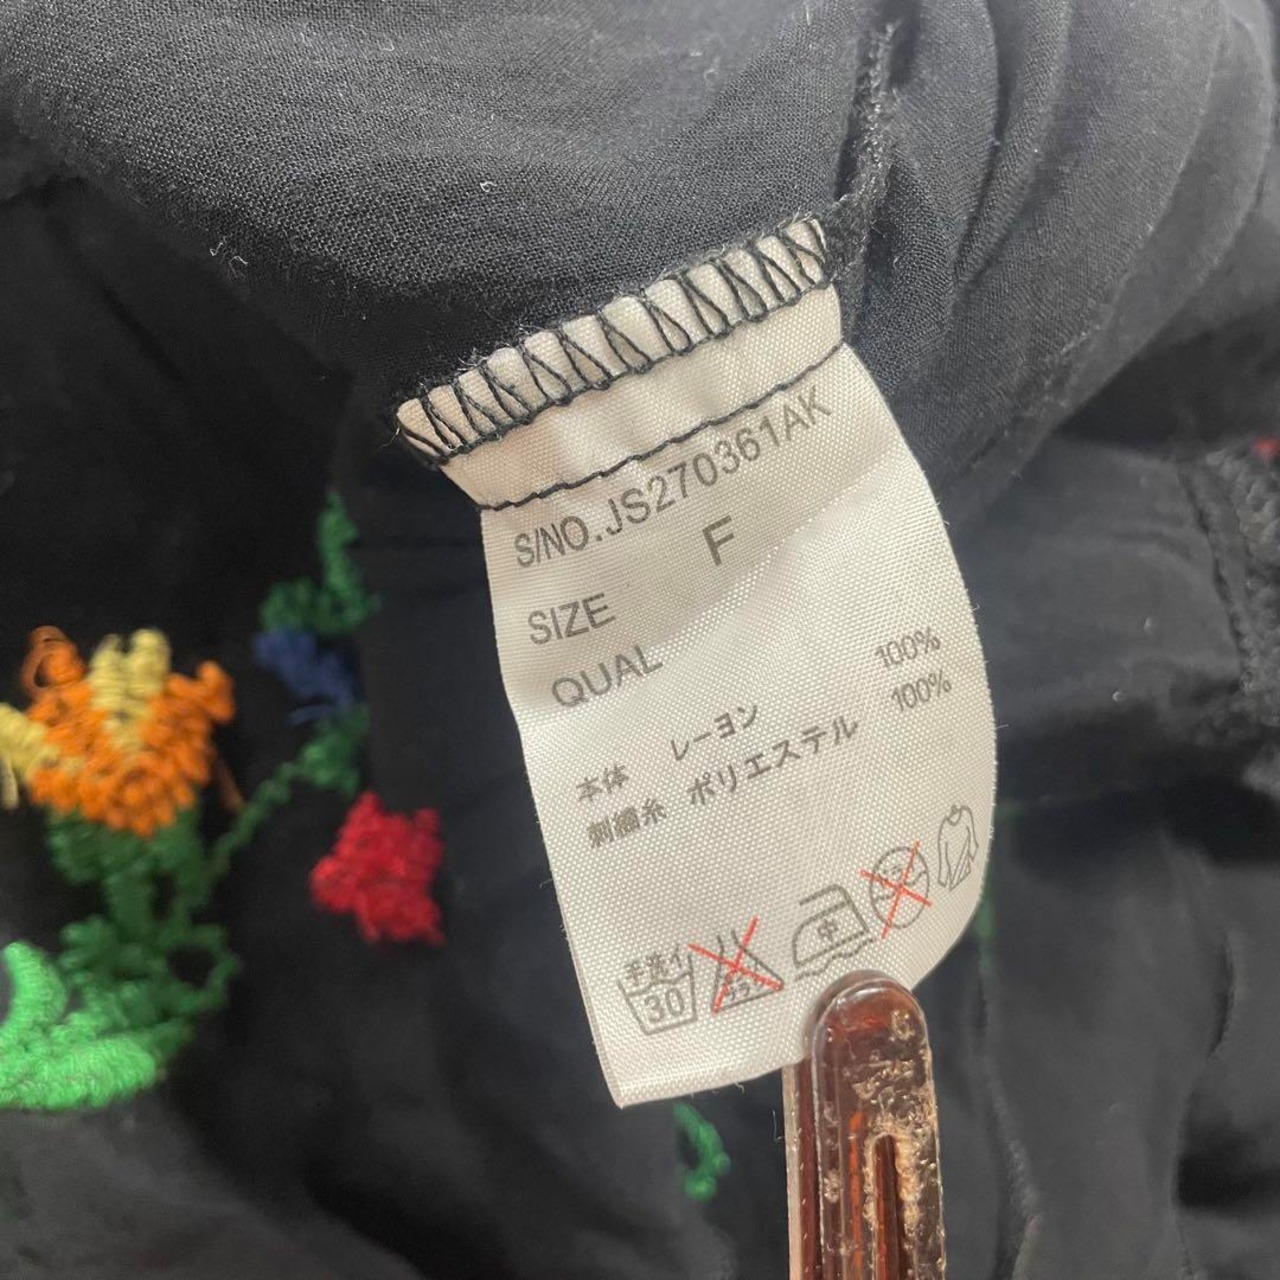 S/NO.JS270361AK
SIZE F
QUAL
本体 レーヨン 100%
刺繍糸 ポリエステル 100%
手洗イ
30
中